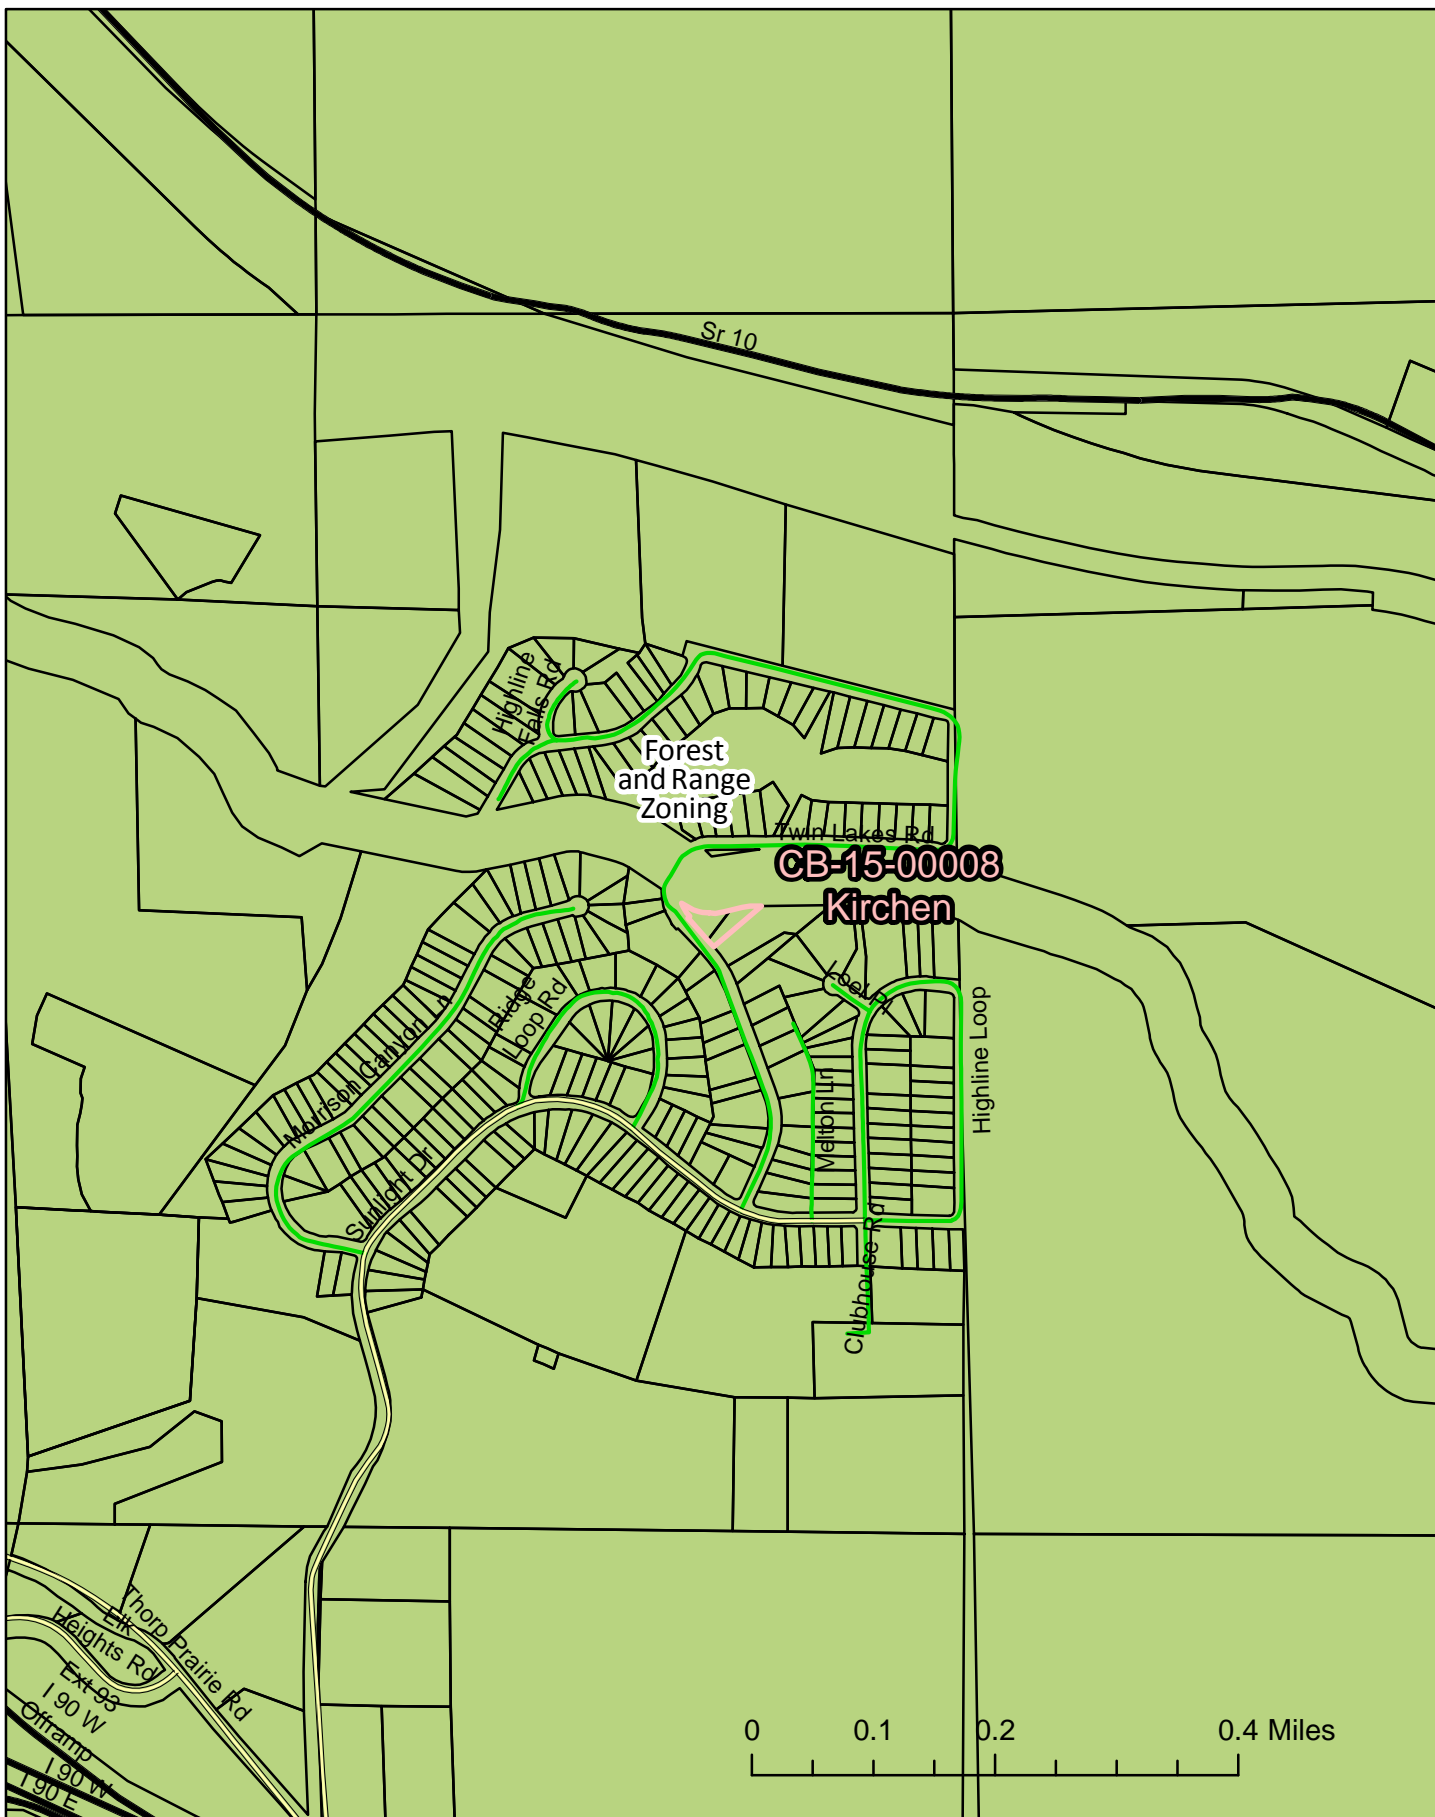 Sr 10
Highline
Falls Rd
Forest
and Range
Zoning
Twin Lakes Rd
CB-15-00008
Kirchen
Loel Pl
Ridge
Loop Rd
Morrison Canyon Ln
Highline Loop
Melton Ln
Sunlight Dr
Clubhouse Rd
Thorp Prairie Rd
Elk
Heights Rd
Ext 93
I 90 W
Offramp
I 90 W
I 90 E
0 0.1 0.2 0.4 Miles